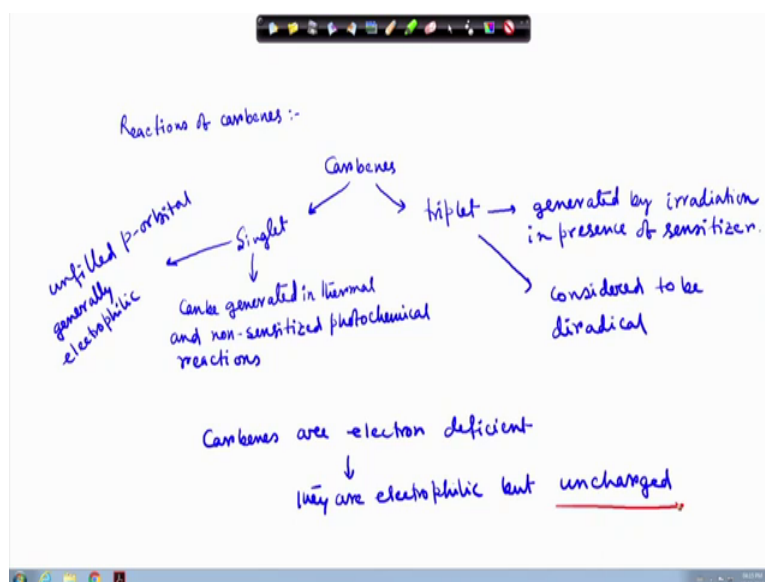 Reactions of carbenes :-
Carbenes
Singlet
triplet → generated by irradiation
in presence of sensitizer.
unfilled p-orbital
generally
electrophilic
Can be generated in thermal
and non-sensitized photochemical
reactions
considered to be
diradical
Carbenes are electron deficient
They are electrophilic but uncharged